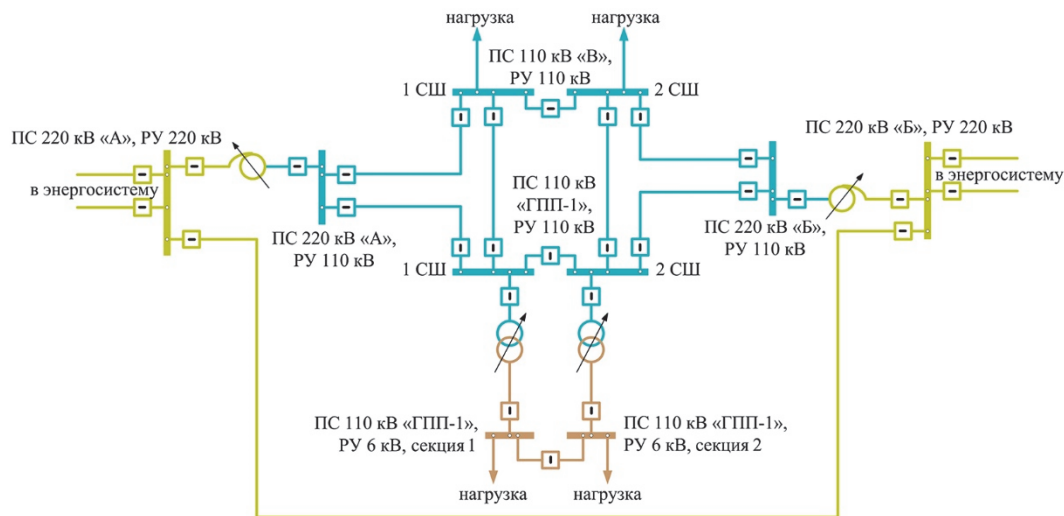 нагрузка
нагрузка
ПС 110 кВ «В»,
РУ 110 кВ
1 СШ
2 СШ
ПС 220 кВ «А», РУ 220 кВ
в энергосистему
ПС 220 кВ «Б», РУ 220 кВ
в энергосистему
ПС 110 кВ
«ГПП-1»,
РУ 110 кВ
ПС 220 кВ «А»,
РУ 110 кВ
ПС 220 кВ «Б»,
РУ 110 кВ
1 СШ
2 СШ
ПС 110 кВ «ГПП-1»,
РУ 6 кВ, секция 1
ПС 110 кВ «ГПП-1»,
РУ 6 кВ, секция 2
нагрузка
нагрузка